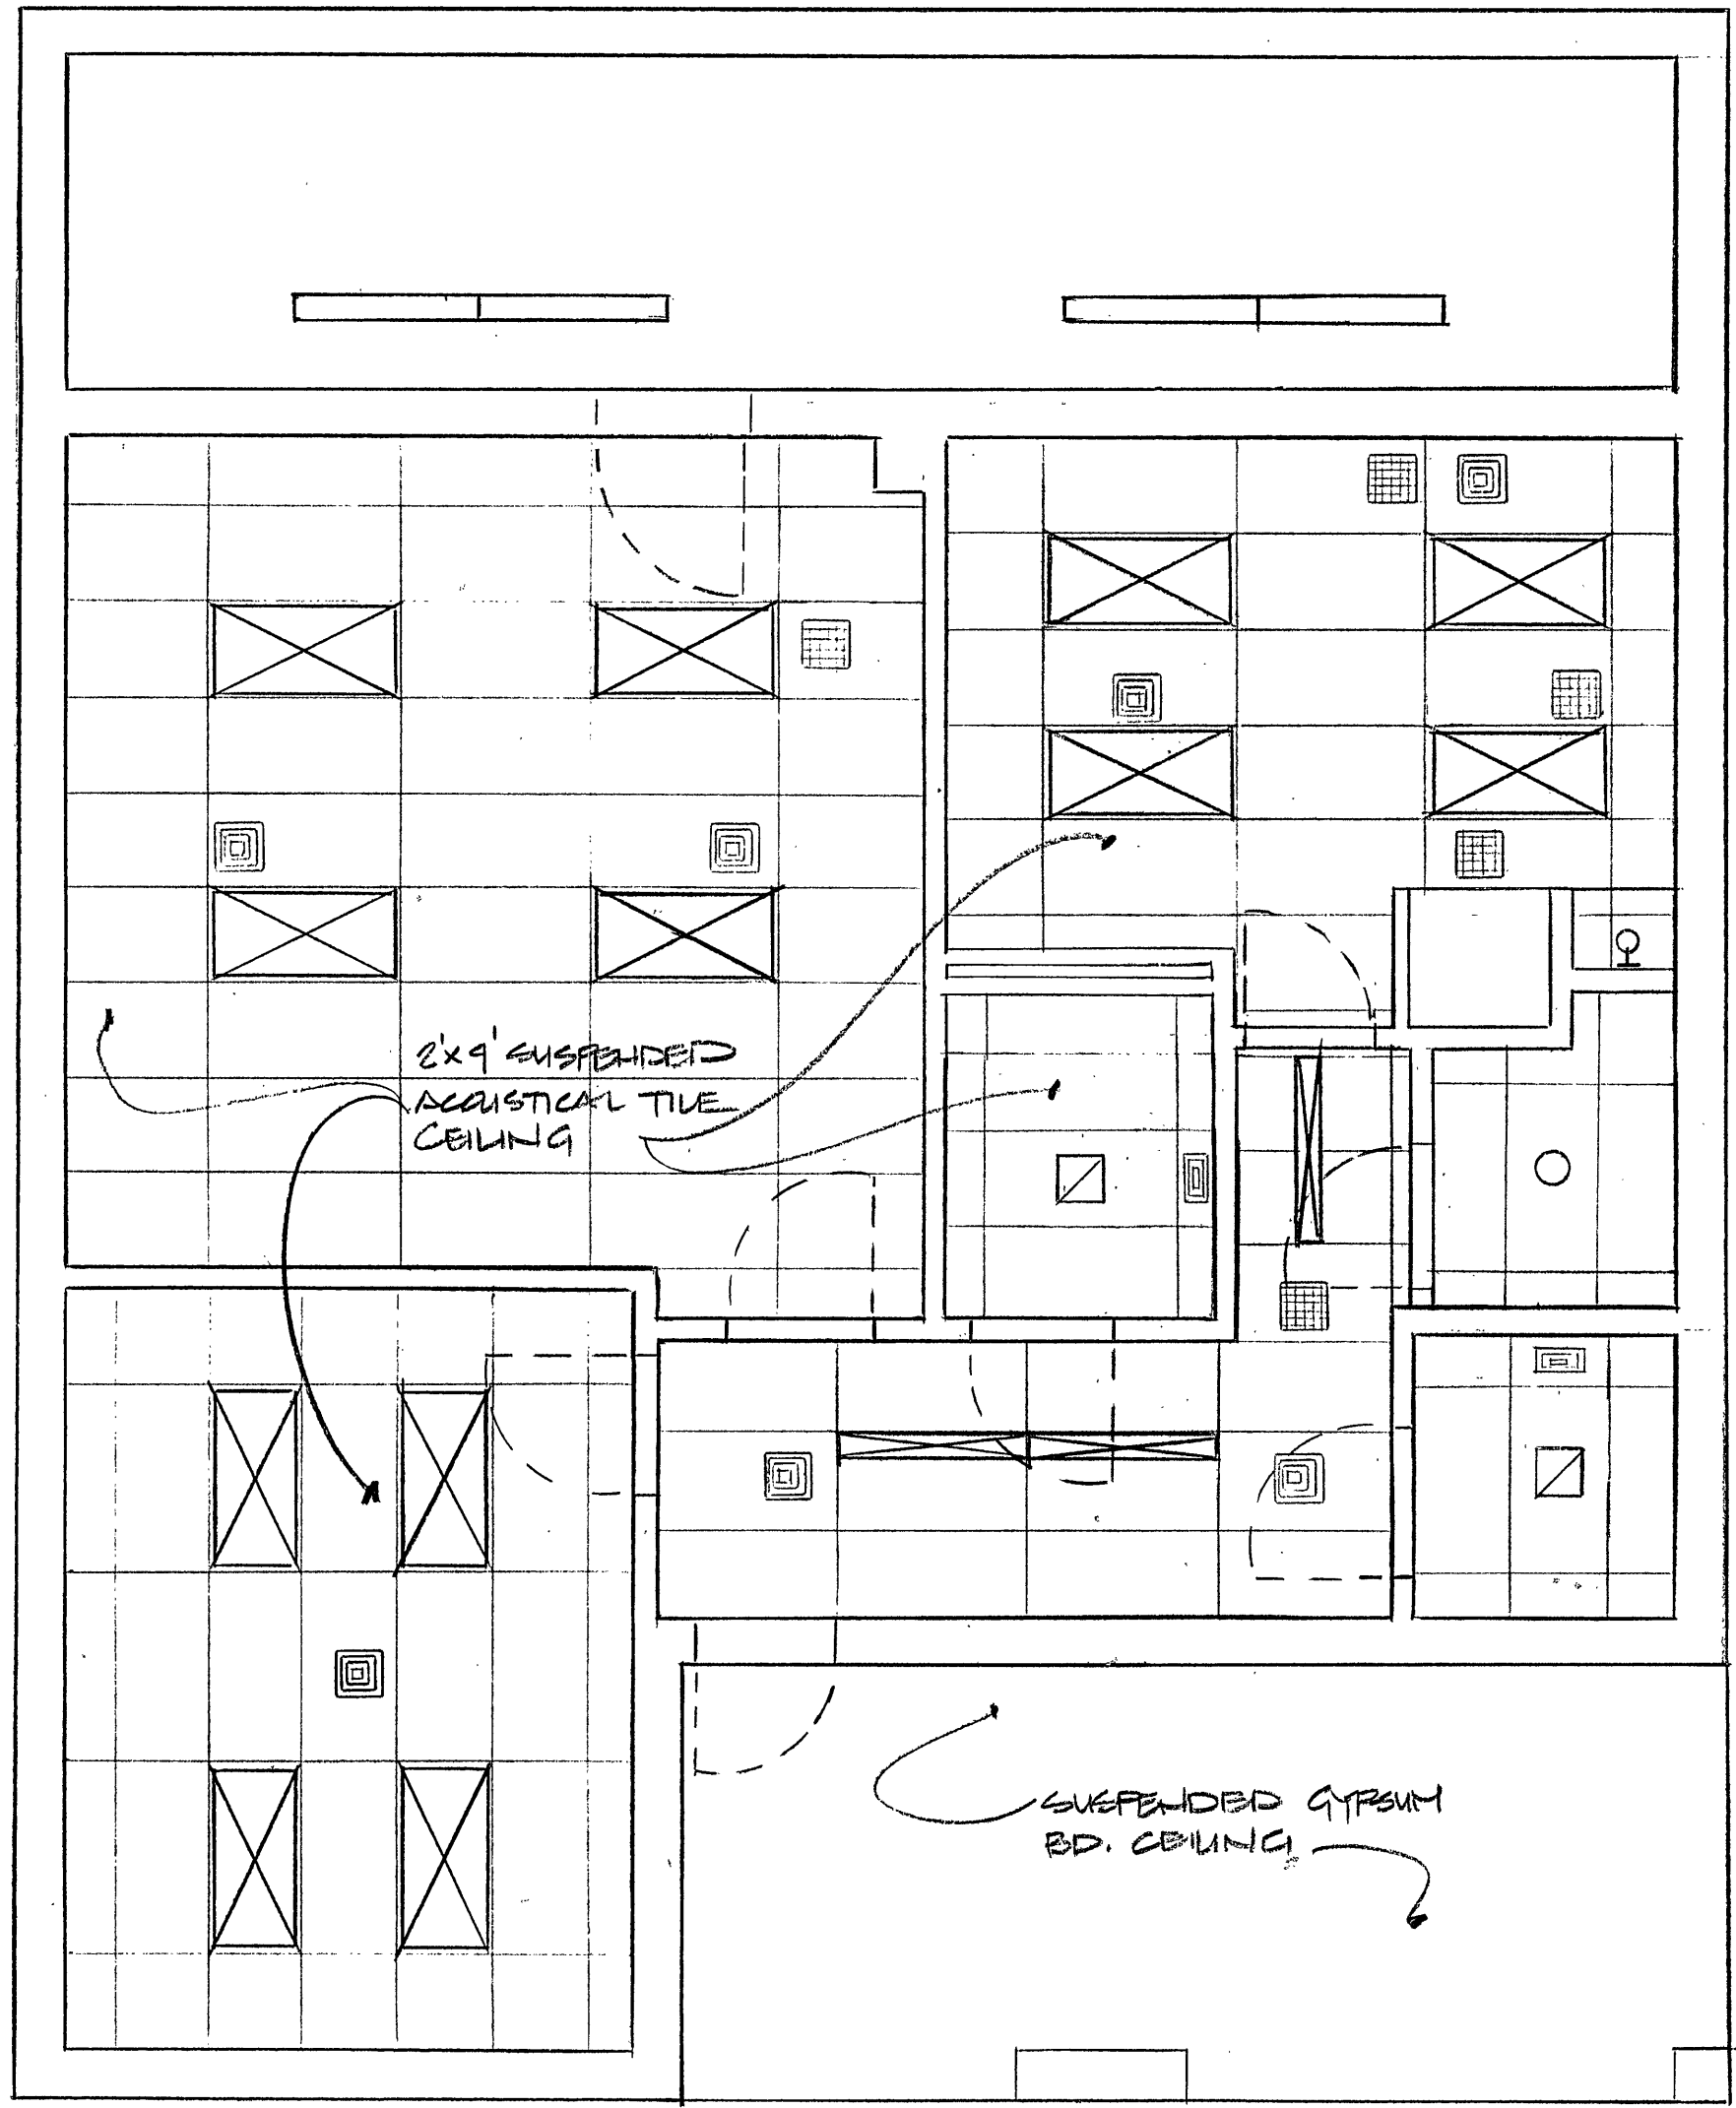 2'X4' SUSPENDED
ACOUSTICAL TILE
CEILING
SUSPENDED GYPSUM
BD. CEILING